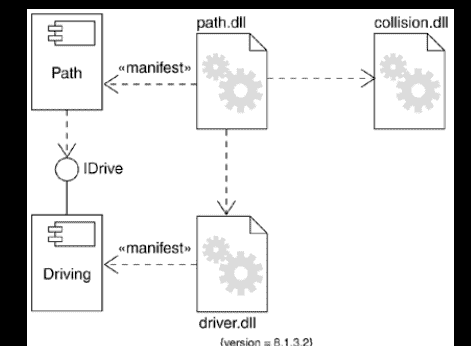 path.dll
collision.dll
Path
«manifest»
IDrive
Driving
«manifest»
driver.dll
{version = 8.1.3.2}